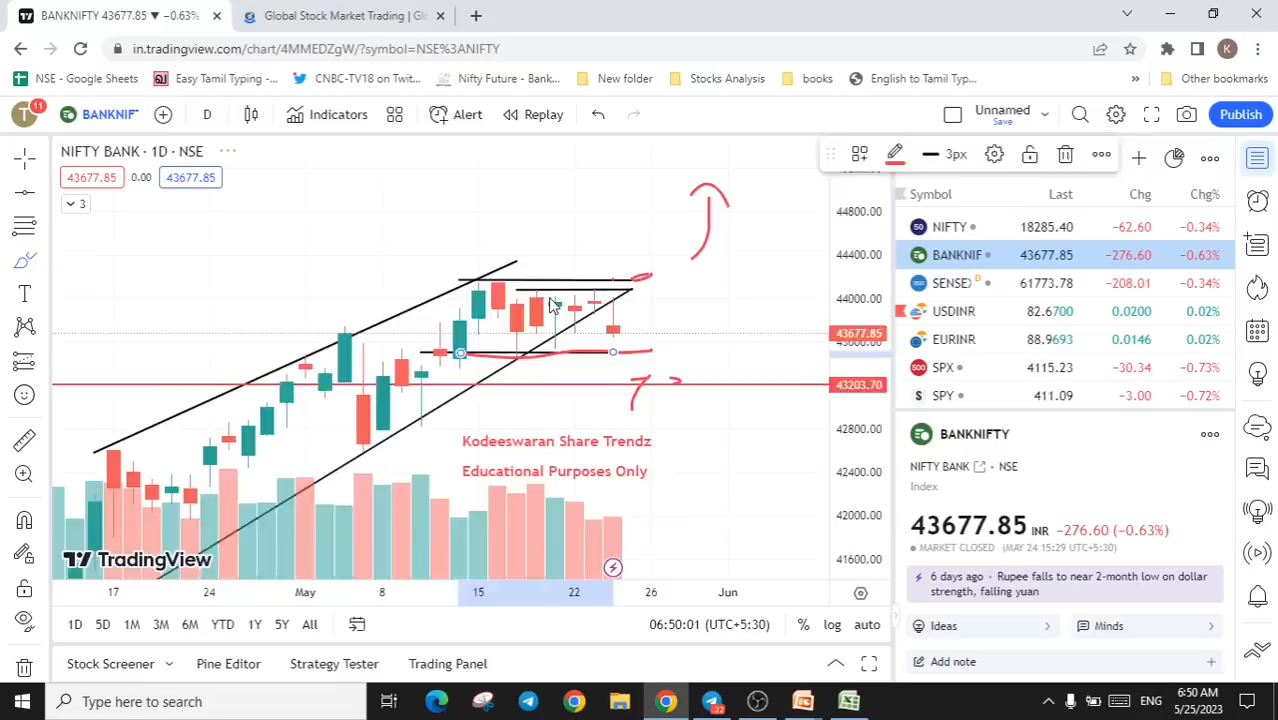 BANKNIFTY 43677.85 ▼ −0.63%
Global Stock Market Trading | Gl
in.tradingview.com/chart/4MMEDZgW/?symbol=NSE%3ANIFTY
K
NSE - Google Sheets
Easy Tamil Typing -...
CNBC-TV18 on Twit...
Nifty Future - Bank...
New folder
Stocks Analysis
books
English to Tamil Typ...
»
Other bookmarks
T
11
BANKNIF
D
Indicators
Alert
Replay
Unnamed
Save
Publish
NIFTY BANK · 1D · NSE
43677.85
0.00
43677.85
3
3px
44800.00
44400.00
44000.00
43677.85
43203.70
42800.00
42400.00
42000.00
41600.00
Kodeeswaran Share Trendz
Educational Purposes Only
TradingView
17
24
May
8
15
22
26
Jun
1D
5D
1M
3M
6M
YTD
1Y
5Y
All
06:50:01 (UTC+5:30)
%
log
auto
Stock Screener
Pine Editor
Strategy Tester
Trading Panel
Symbol
Last
Chg
Chg%
50 NIFTY 18285.40 −62.60 −0.34%
BANKNIF 43677.85 −276.60 −0.63%
SENSEX D 61773.78 −208.01 −0.34%
USDINR 82.6700 0.0200 0.02%
EURINR 88.9693 0.0146 0.02%
500 SPX 4115.23 −30.34 −0.73%
S SPY 411.09 −3.00 −0.72%
BANKNIFTY
NIFTY BANK · NSE
Index
43677.85 INR −276.60 (−0.63%)
MARKET CLOSED (MAY 24 15:29 UTC+5:30)
6 days ago · Rupee falls to near 2-month low on dollar
strength, falling yuan
Ideas
Minds
Add note
Type here to search
22
ENG
6:50 AM
5/25/2023